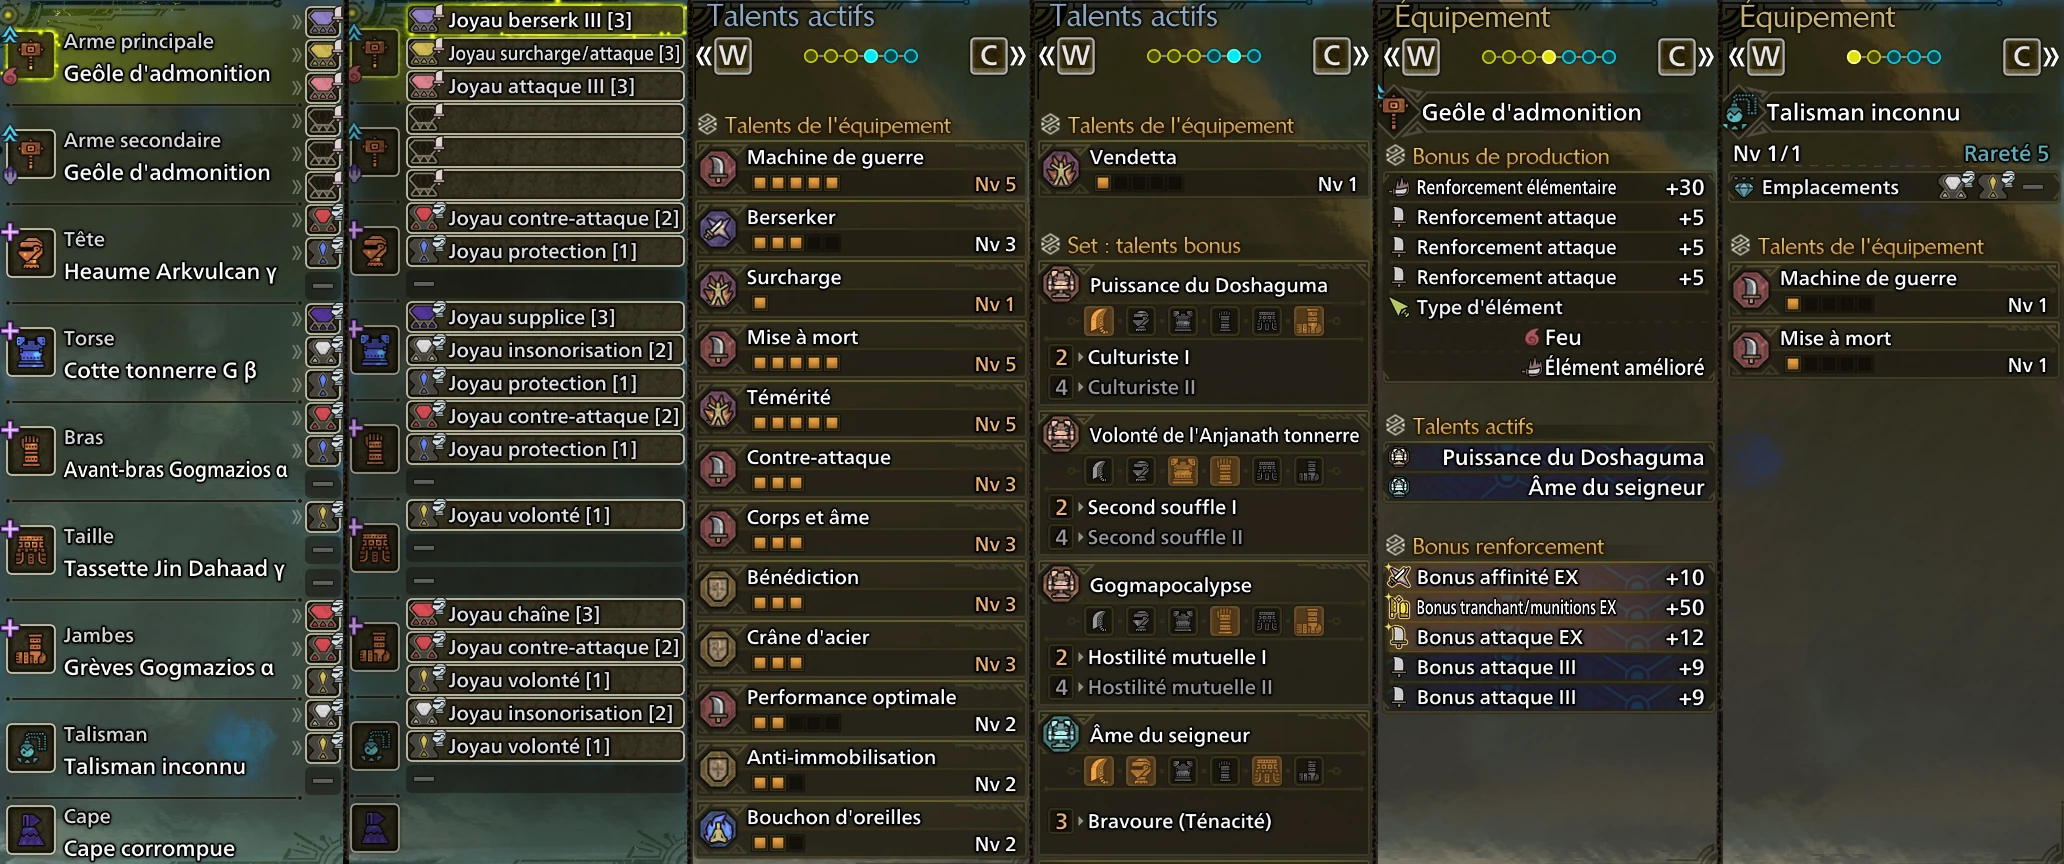 Arme principale
Geôle d'admonition
Arme secondaire
Geôle d'admonition
Tête
Heaume Arkvulcan γ
Torse
Cotte tonnerre G β
Bras
Avant-bras Gogmazios α
Taille
Tassette Jin Dahaad γ
Jambes
Grèves Gogmazios α
Talisman
Talisman inconnu
Cape
Cape corrompue
Joyau berserk III [3]
Joyau surcharge/attaque [3]
Joyau attaque III [3]
Joyau contre-attaque [2]
Joyau protection [1]
Joyau supplice [3]
Joyau insonorisation [2]
Joyau protection [1]
Joyau contre-attaque [2]
Joyau protection [1]
Joyau volonté [1]
Joyau chaîne [3]
Joyau contre-attaque [2]
Joyau volonté [1]
Joyau insonorisation [2]
Joyau volonté [1]
Talents actifs
W C
Talents de l'équipement
Machine de guerre
Nv 5
Berserker
Nv 3
Surcharge
Nv 1
Mise à mort
Nv 5
Témérité
Nv 5
Contre-attaque
Nv 3
Corps et âme
Nv 3
Bénédiction
Nv 3
Crâne d'acier
Nv 3
Performance optimale
Nv 2
Anti-immobilisation
Nv 2
Bouchon d'oreilles
Nv 2
Talents actifs
W C
Talents de l'équipement
Vendetta
Nv 1
Set : talents bonus
Puissance du Doshaguma
2 Culturiste I
4 Culturiste II
Volonté de l'Anjanath tonnerre
2 Second souffle I
4 Second souffle II
Gogmapocalypse
2 Hostilité mutuelle I
4 Hostilité mutuelle II
Âme du seigneur
3 Bravoure (Ténacité)
Équipement
W C
Geôle d'admonition
Bonus de production
Renforcement élémentaire +30
Renforcement attaque +5
Renforcement attaque +5
Renforcement attaque +5
Type d'élément
Feu
Élément amélioré
Talents actifs
Puissance du Doshaguma
Âme du seigneur
Bonus renforcement
Bonus affinité EX +10
Bonus tranchant/munitions EX +50
Bonus attaque EX +12
Bonus attaque III +9
Bonus attaque III +9
Équipement
W C
Talisman inconnu
Nv 1/1 Rareté 5
Emplacements
Talents de l'équipement
Machine de guerre
Nv 1
Mise à mort
Nv 1